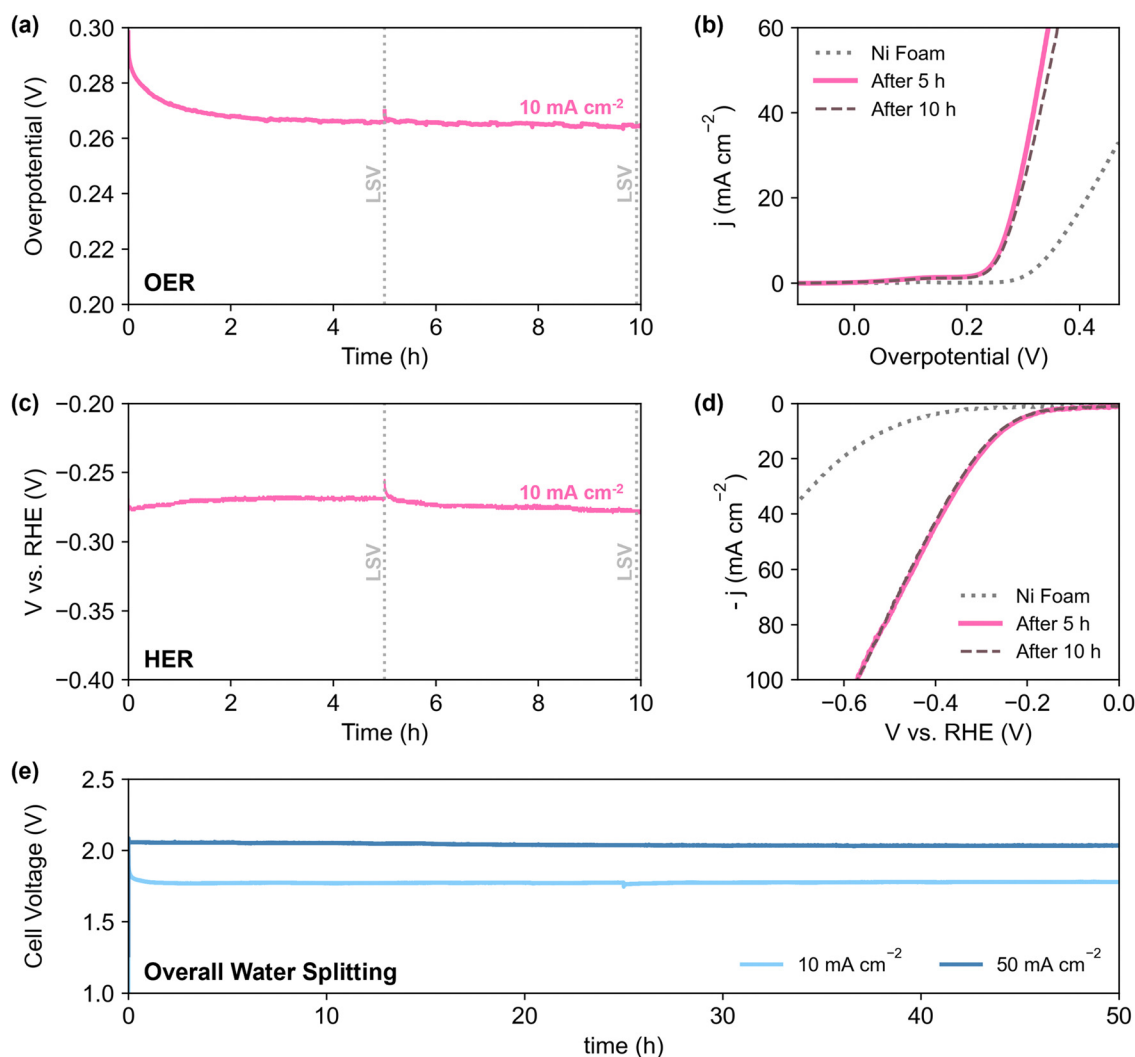 (a)
0.30
0.28
0.26
0.24
0.22
0.20
Overpotential (V)
10 mA cm⁻²
LSV
LSV
OER
0
2
4
6
8
10
Time (h)
(b)
60
40
20
0
j (mA cm⁻²)
Ni Foam
After 5 h
After 10 h
0.0
0.2
0.4
Overpotential (V)
(c)
−0.20
−0.25
−0.30
−0.35
−0.40
V vs. RHE (V)
10 mA cm⁻²
LSV
LSV
HER
0
2
4
6
8
10
Time (h)
(d)
0
20
40
60
80
100
- j (mA cm⁻²)
Ni Foam
After 5 h
After 10 h
−0.6
−0.4
−0.2
0.0
V vs. RHE (V)
(e)
2.5
2.0
1.5
1.0
Cell Voltage (V)
Overall Water Splitting
10 mA cm⁻²
50 mA cm⁻²
0
10
20
30
40
50
time (h)